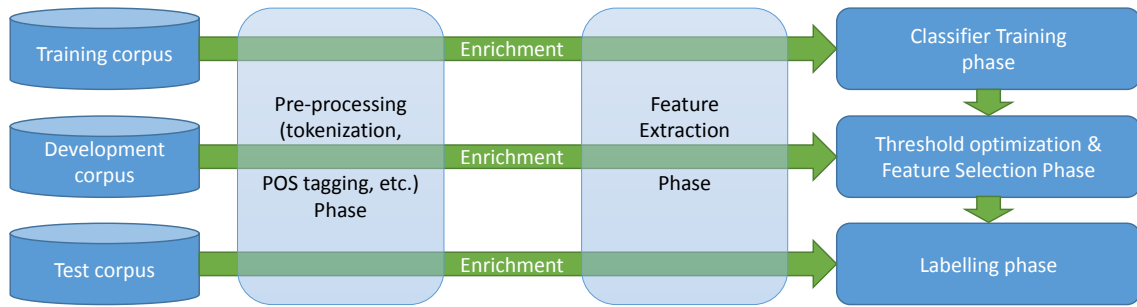 Training corpus
Enrichment
Classifier Training
phase
Pre-processing
(tokenization,
POS tagging, etc.)
Phase
Feature
Extraction
Phase
Development
corpus
Enrichment
Threshold optimization &
Feature Selection Phase
Test corpus
Enrichment
Labelling phase